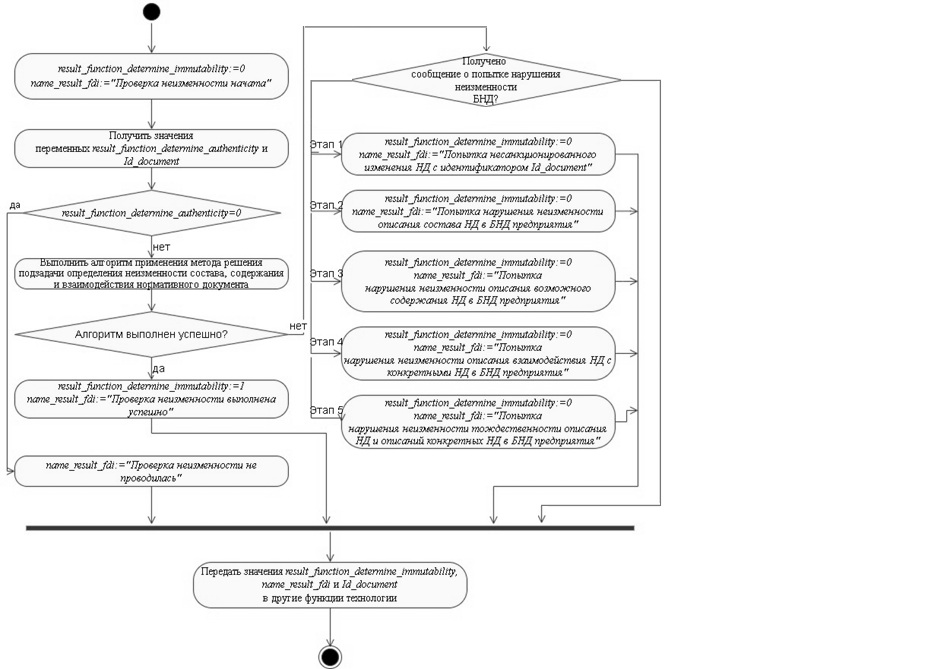 result_function_determine_immutability:=0
name_result_fdi:="Проверка неизменности начата"
Получить значения
переменных result_function_determine_authenticity и
Id_document
result_function_determine_authenticity=0
да
нет
Выполнить алгоритм применения метода решения
подзадачи определения неизменности состава, содержания
и взаимодействия нормативного документа
Алгоритм выполнен успешно?
нет
да
result_function_determine_immutability:=1
name_result_fdi:="Проверка неизменности выполнена
успешно"
name_result_fdi:="Проверка неизменности не
проводилась"
Получено
сообщение о попытке нарушения
неизменности
БНД?
Этап 1
result_function_determine_immutability:=0
name_result_fdi:="Попытка несанкционированного
изменения НД с идентификатором Id_document"
Этап 2
result_function_determine_immutability:=0
name_result_fdi:="Попытка нарушения неизменности
описания состава НД в БНД предприятия"
Этап 3
result_function_determine_immutability:=0
name_result_fdi:="Попытка
нарушения неизменности описания возможного
содержания НД в БНД предприятия"
Этап 4
result_function_determine_immutability:=0
name_result_fdi:="Попытка
нарушения неизменности описания взаимодействия НД с
конкретными НД в БНД предприятия"
Этап 5
result_function_determine_immutability:=0
name_result_fdi:="Попытка
нарушения неизменности тождественности описания
НД и описаний конкретных НД в БНД предприятия"
Передать значения result_function_determine_immutability,
name_result_fdi и Id_document
в другие функции технологии